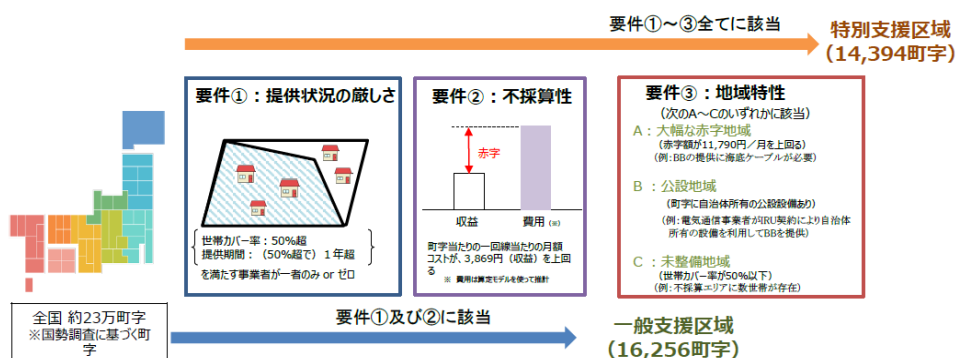 要件①～③全てに該当
特別支援区域
(14,394町字)
要件①：提供状況の厳しさ
世帯カバー率：50%超
提供期間：（50%超で）１年超
を満たす事業者が一者のみ or ゼロ
要件②：不採算性
赤字
収益
費用（※）
町字当たりの一回線当たりの月額
コストが、3,869円（収益）を上回
る
※ 費用は算定モデルを使って推計
要件③：地域特性
（次のA～Cのいずれかに該当）
A：大幅な赤字地域
（赤字額が11,790円／月を上回る）
（例：BBの提供に海底ケーブルが必要）
B：公設地域
（町字に自治体所有の公設設備あり）
（例：電気通信事業者がIRU契約により自治体
所有の設備を利用してBBを提供）
C：未整備地域
（世帯カバー率が50%以下）
（例：不採算エリアに数世帯が存在）
全国 約23万町字
※国勢調査に基づく町
字
要件①及び②に該当
一般支援区域
(16,256町字)